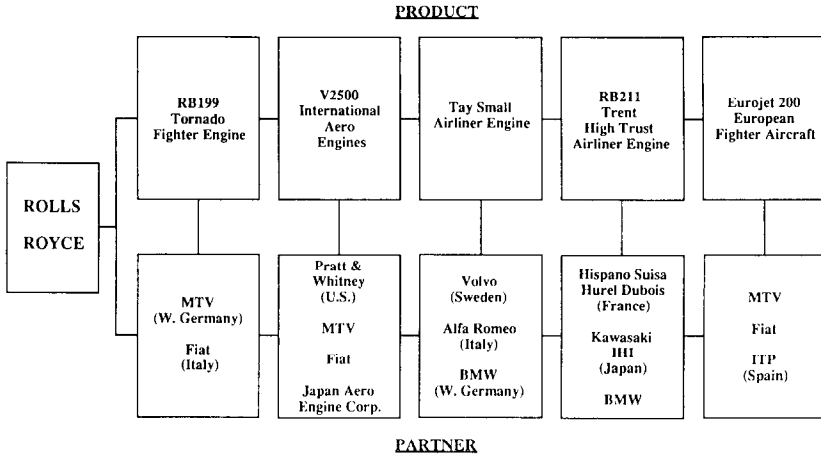 PRODUCT
RB199
Tornado
Fighter Engine
V2500
International
Aero
Engines
Tay Small
Airliner Engine
RB211
Trent
High Trust
Airliner Engine
Eurojet 200
European
Fighter Aircraft
ROLLS
ROYCE
MTV
(W. Germany)
Fiat
(Italy)
Pratt &
Whitney
(U.S.)
MTV
Fiat
Japan Aero
Engine Corp.
Volvo
(Sweden)
Alfa Romeo
(Italy)
BMW
(W. Germany)
Hispano Suisa
Hurel Dubois
(France)
Kawasaki
IHI
(Japan)
BMW
MTV
Fiat
ITP
(Spain)
PARTNER